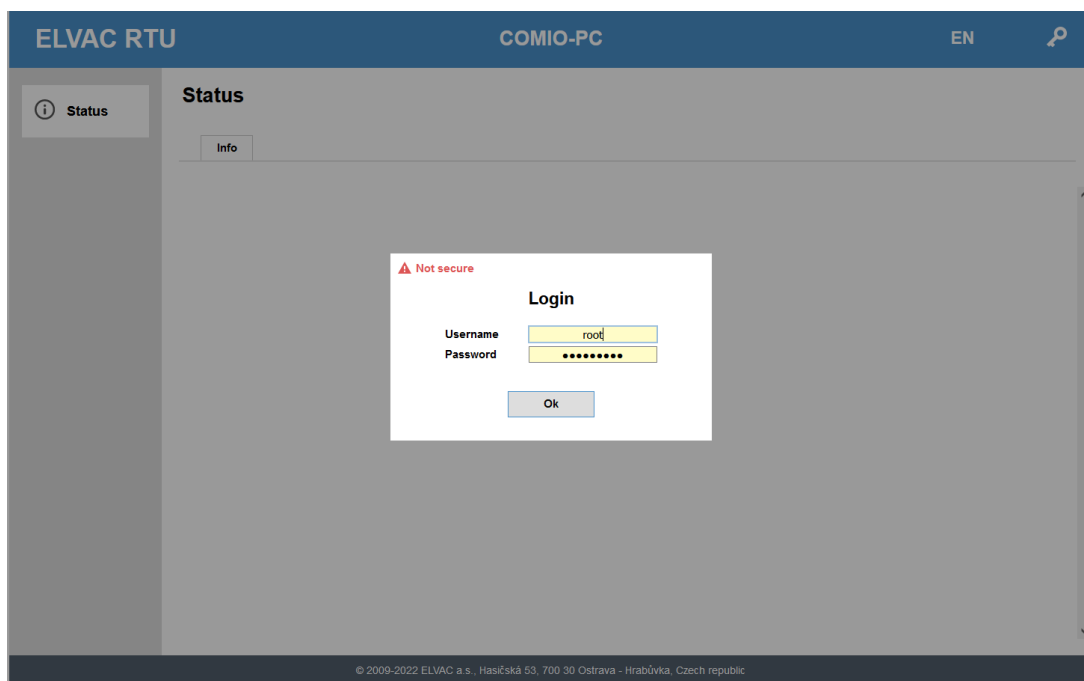 ELVAC RTU COMIO-PC EN
Status
Status
Info
Not secure
Login
Username root
Password •••••••••
Ok
© 2009-2022 ELVAC a.s., Hasičská 53, 700 30 Ostrava - Hrabůvka, Czech republic